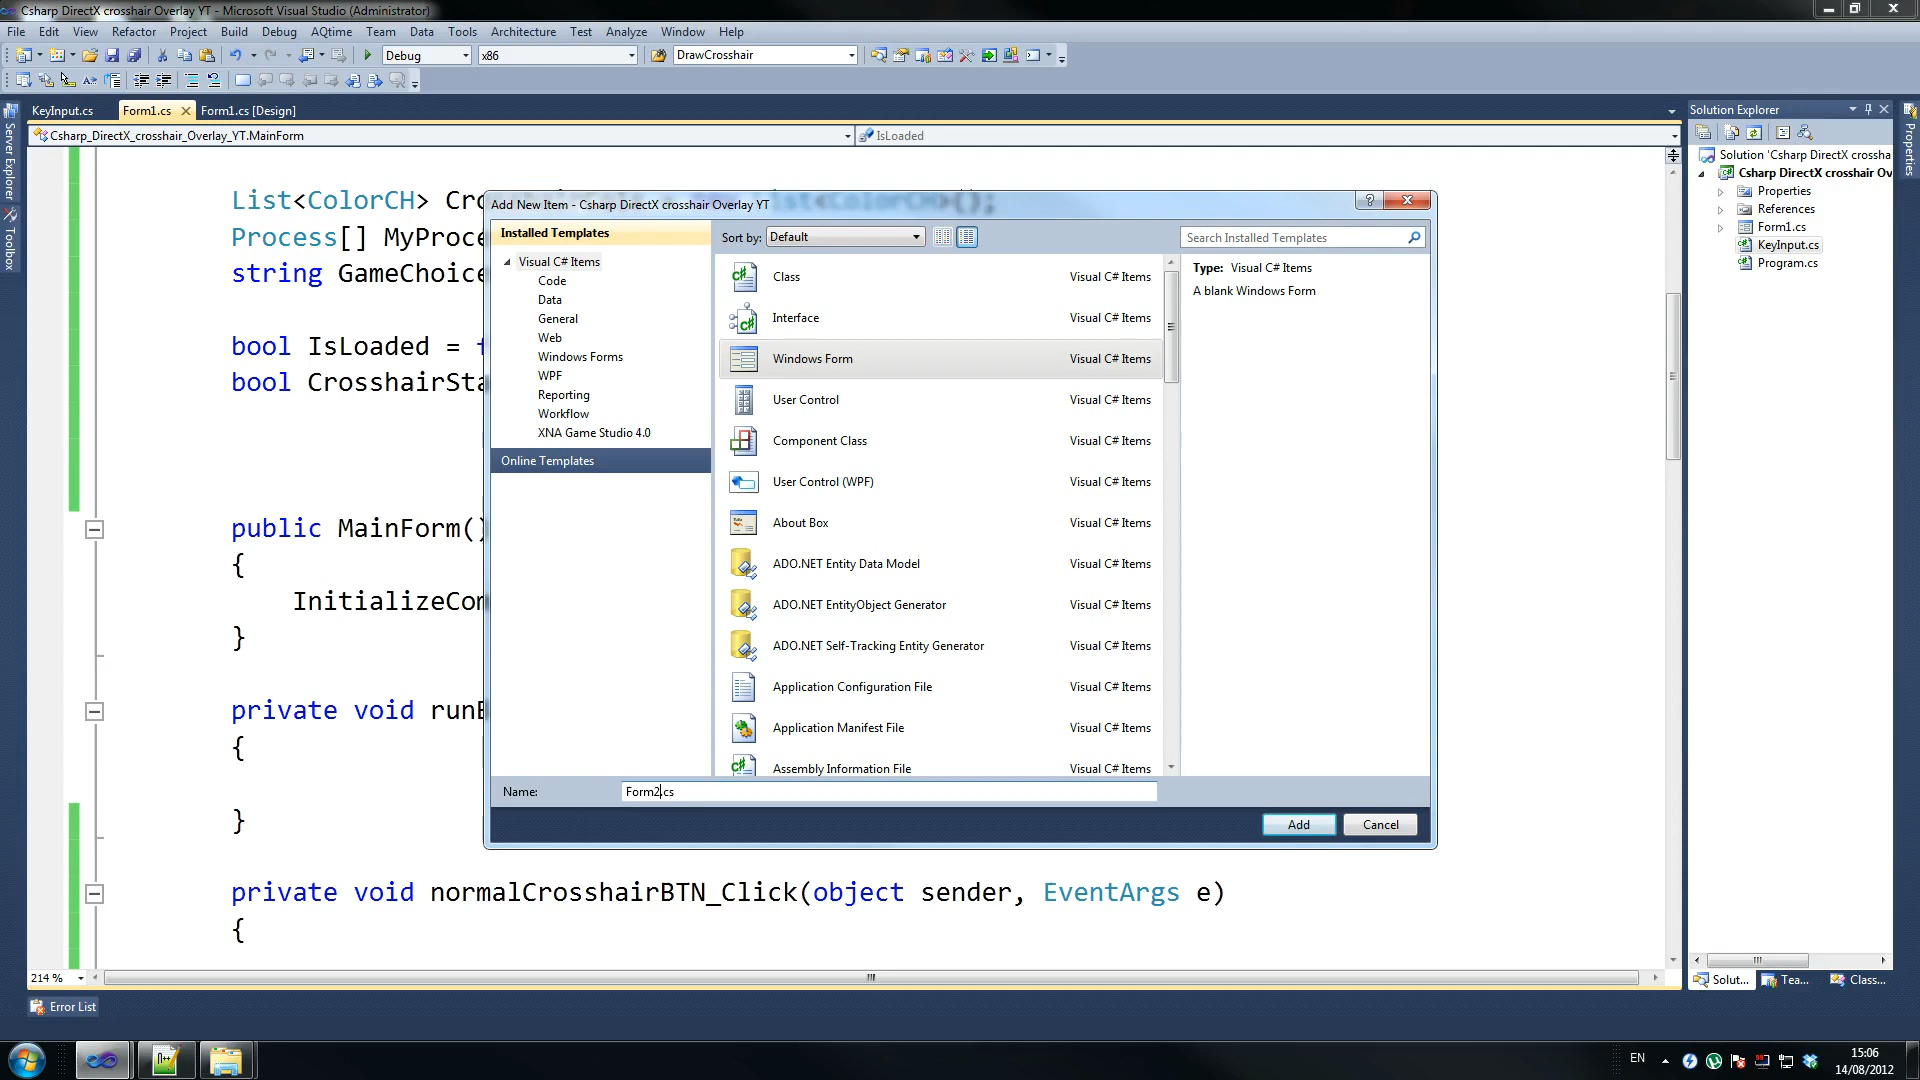 Csharp DirectX crosshair Overlay YT - Microsoft Visual Studio (Administrator)
File Edit View Refactor Project Build Debug AQtime Team Data Tools Architecture Test Analyze Window Help
Debug x86 DrawCrosshair
KeyInput.cs Form1.cs Form1.cs [Design]
Csharp_DirectX_crosshair_Overlay_YT.MainForm IsLoaded
Server Explorer
Toolbox
List<ColorCH> Cro
Process[] MyProce
string GameChoice
bool IsLoaded = f
bool CrosshairSta
public MainForm()
{
InitializeCom
}
private void runB
{
}
private void normalCrosshairBTN_Click(object sender, EventArgs e)
{
214 %
Error List
Add New Item - Csharp DirectX crosshair Overlay YT
Installed Templates
Visual C# Items
Code
Data
General
Web
Windows Forms
WPF
Reporting
Workflow
XNA Game Studio 4.0
Online Templates
Sort by: Default
Search Installed Templates
Class Visual C# Items
Interface Visual C# Items
Windows Form Visual C# Items
User Control Visual C# Items
Component Class Visual C# Items
User Control (WPF) Visual C# Items
About Box Visual C# Items
ADO.NET Entity Data Model Visual C# Items
ADO.NET EntityObject Generator Visual C# Items
ADO.NET Self-Tracking Entity Generator Visual C# Items
Application Configuration File Visual C# Items
Application Manifest File Visual C# Items
Assembly Information File Visual C# Items
Type: Visual C# Items
A blank Windows Form
Name: Form2.cs
Add Cancel
Solution Explorer
Solution 'Csharp DirectX crossha
Csharp DirectX crosshair Ov
Properties
References
Form1.cs
KeyInput.cs
Program.cs
Solut... Tea... Class...
Properties
EN
15:06
14/08/2012